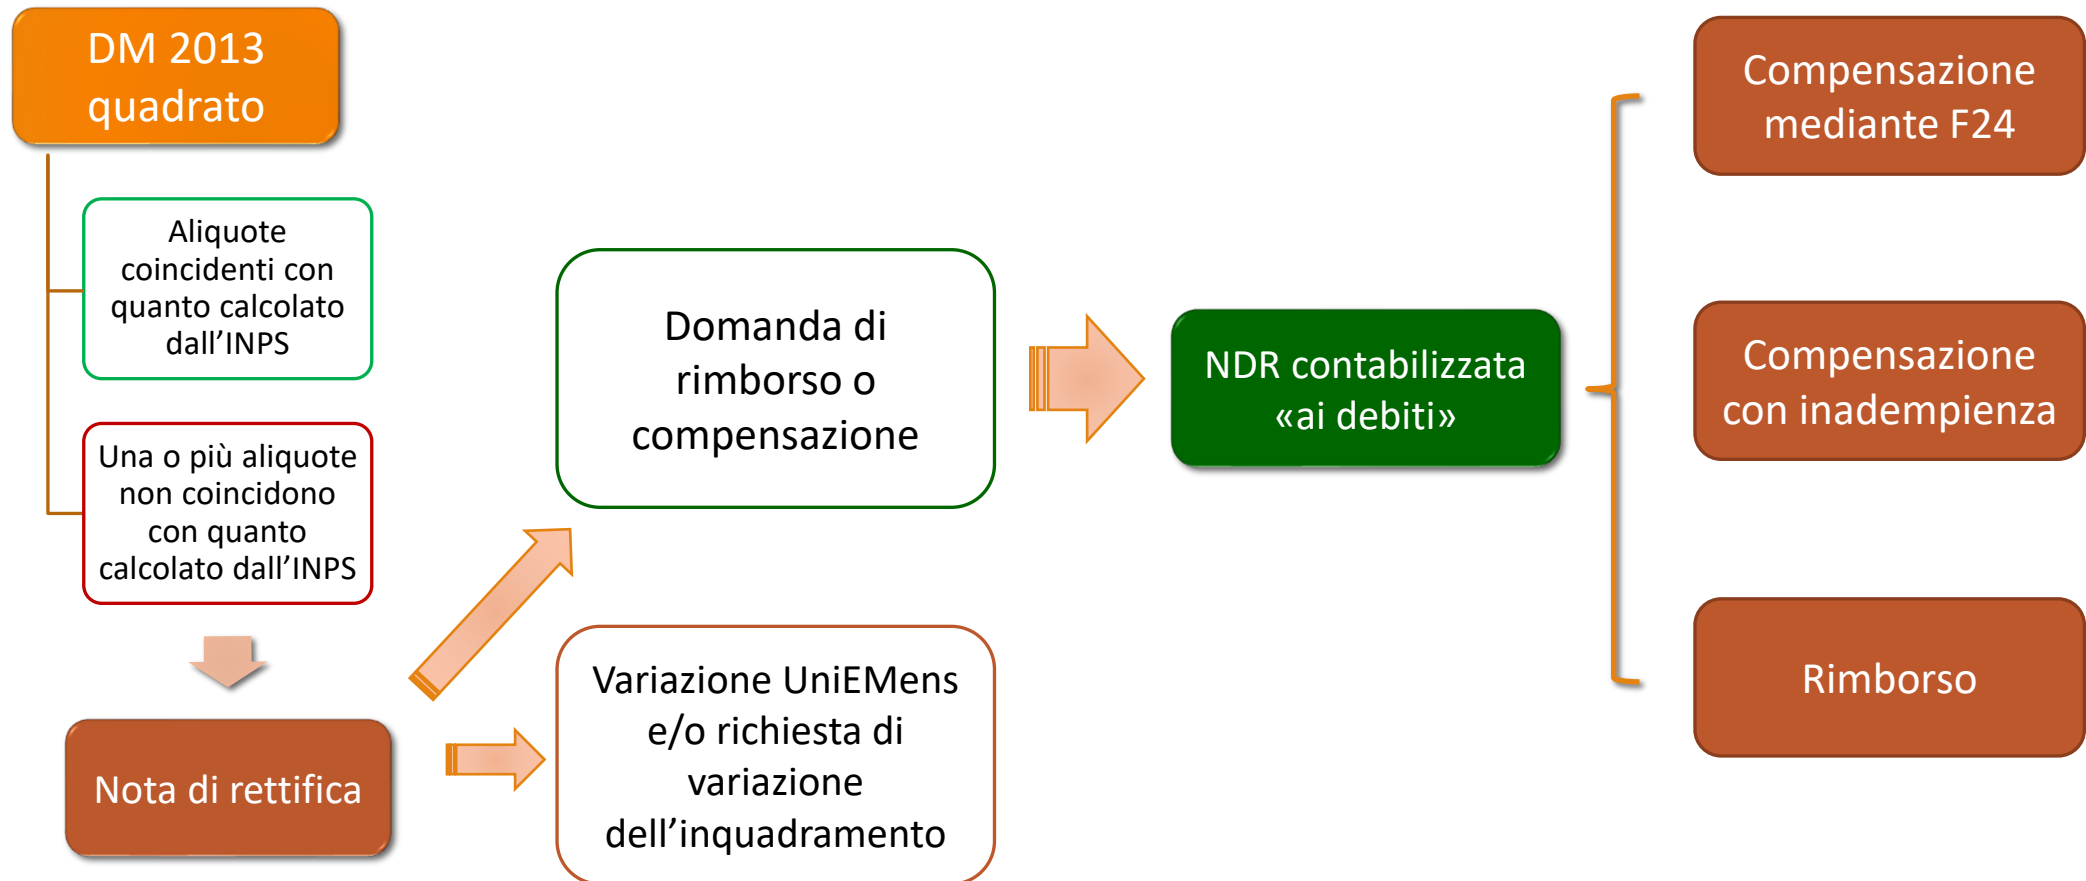 DM 2013
quadrato
Aliquote
coincidenti con
quanto calcolato
dall’INPS
Una o più aliquote
non coincidono
con quanto
calcolato dall’INPS
Nota di rettifica
Domanda di
rimborso o
compensazione
Variazione UniEMens
e/o richiesta di
variazione
dell’inquadramento
NDR contabilizzata
«ai debiti»
Compensazione
mediante F24
Compensazione
con inadempienza
Rimborso